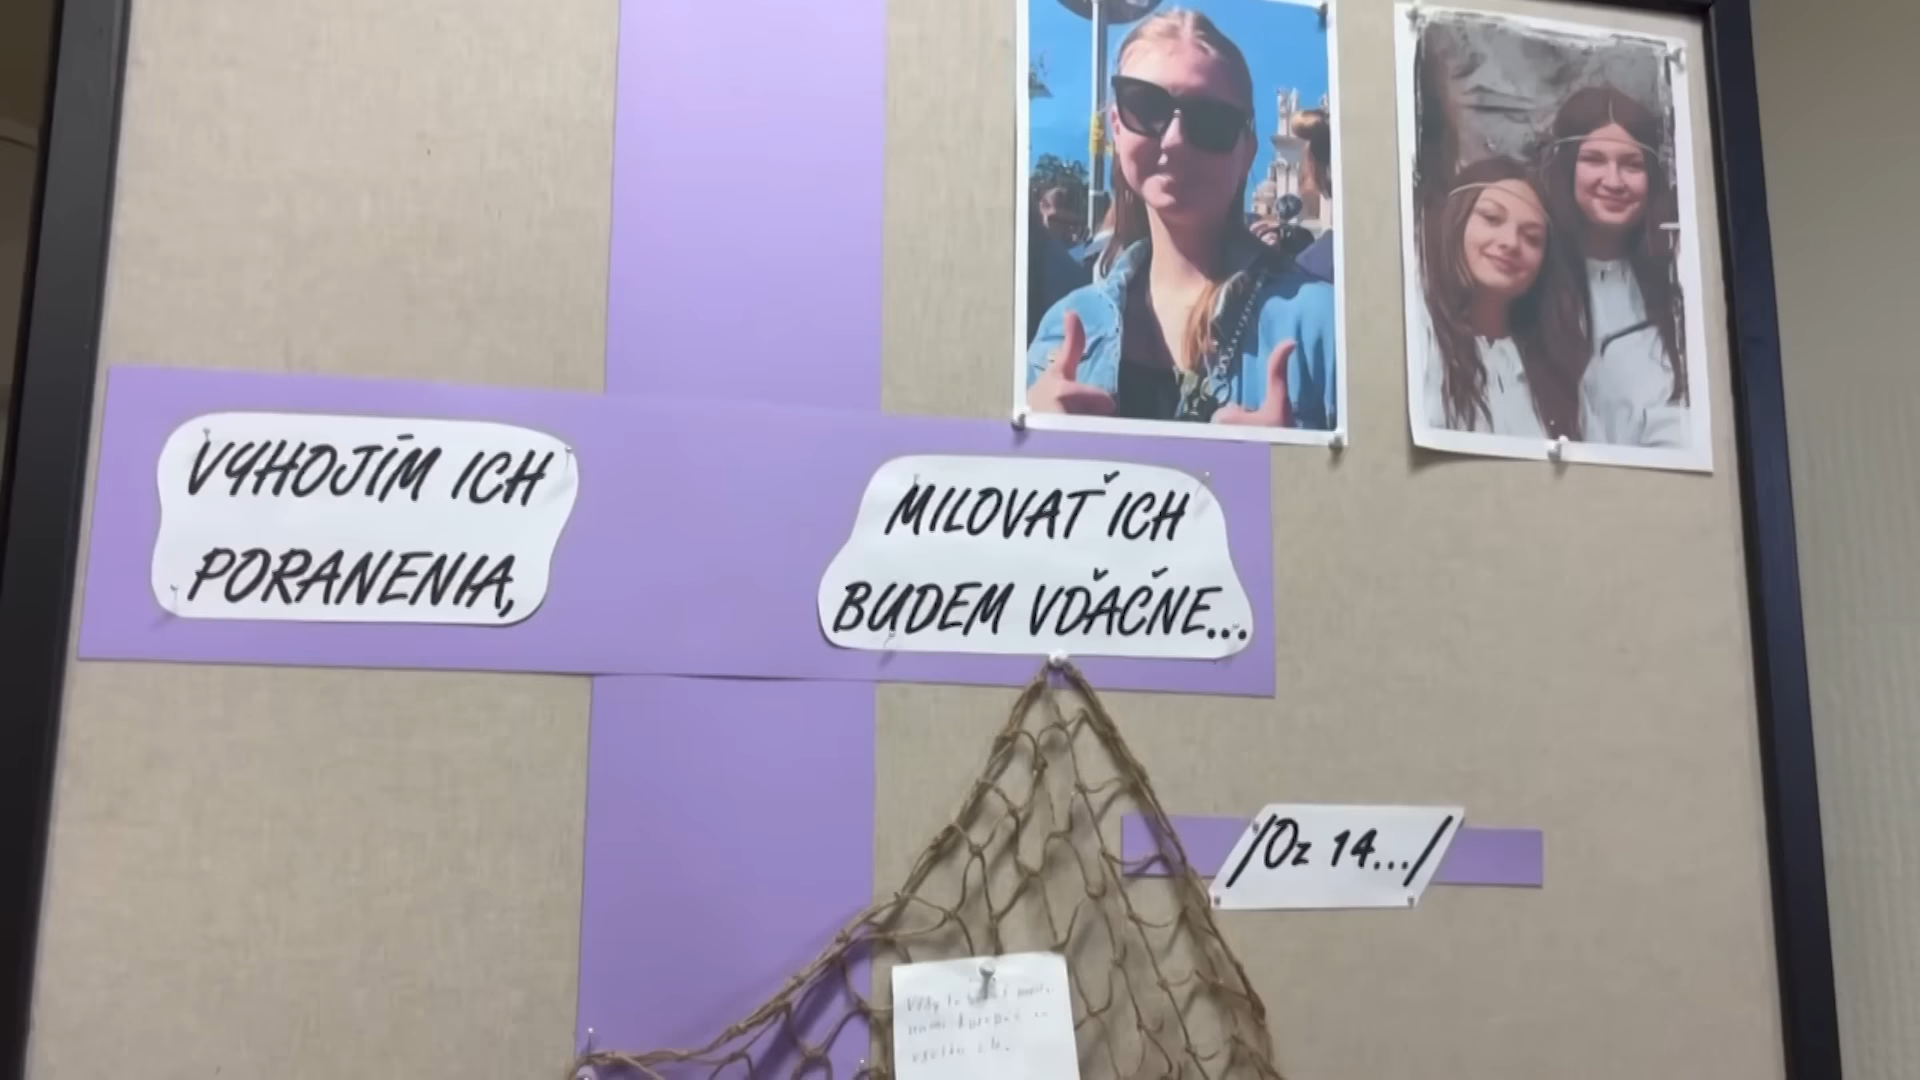 VYHOJÍM ICH
PORANENIA,
MILOVAŤ ICH
BUDEM VĎAČNE...
/Oz 14.../